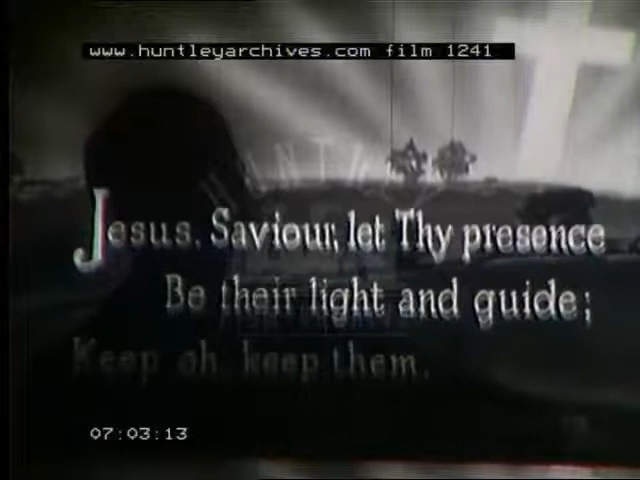 www.huntleyarchives.com film 1241
HUNTLEY
Jesus, Saviour, let Thy presence
Be their light and guide;
Keep oh keep them.
07:03:13